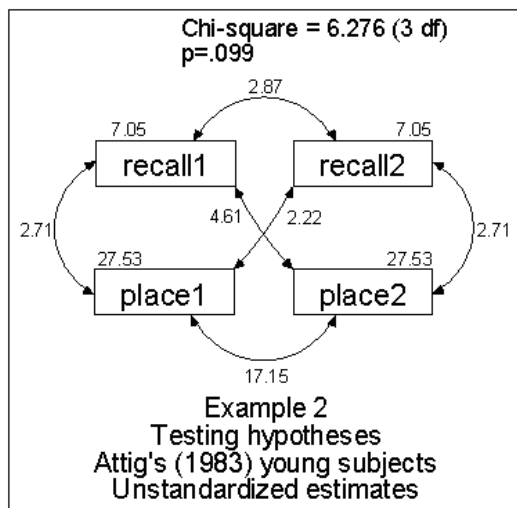 Chi-square = 6.276 (3 df)
p=.099
2.87
7.05
7.05
recall1
recall2
4.61
2.22
2.71
2.71
27.53
27.53
place1
place2
17.15
Example 2
Testing hypotheses
Attig's (1983) young subjects
Unstandardized estimates